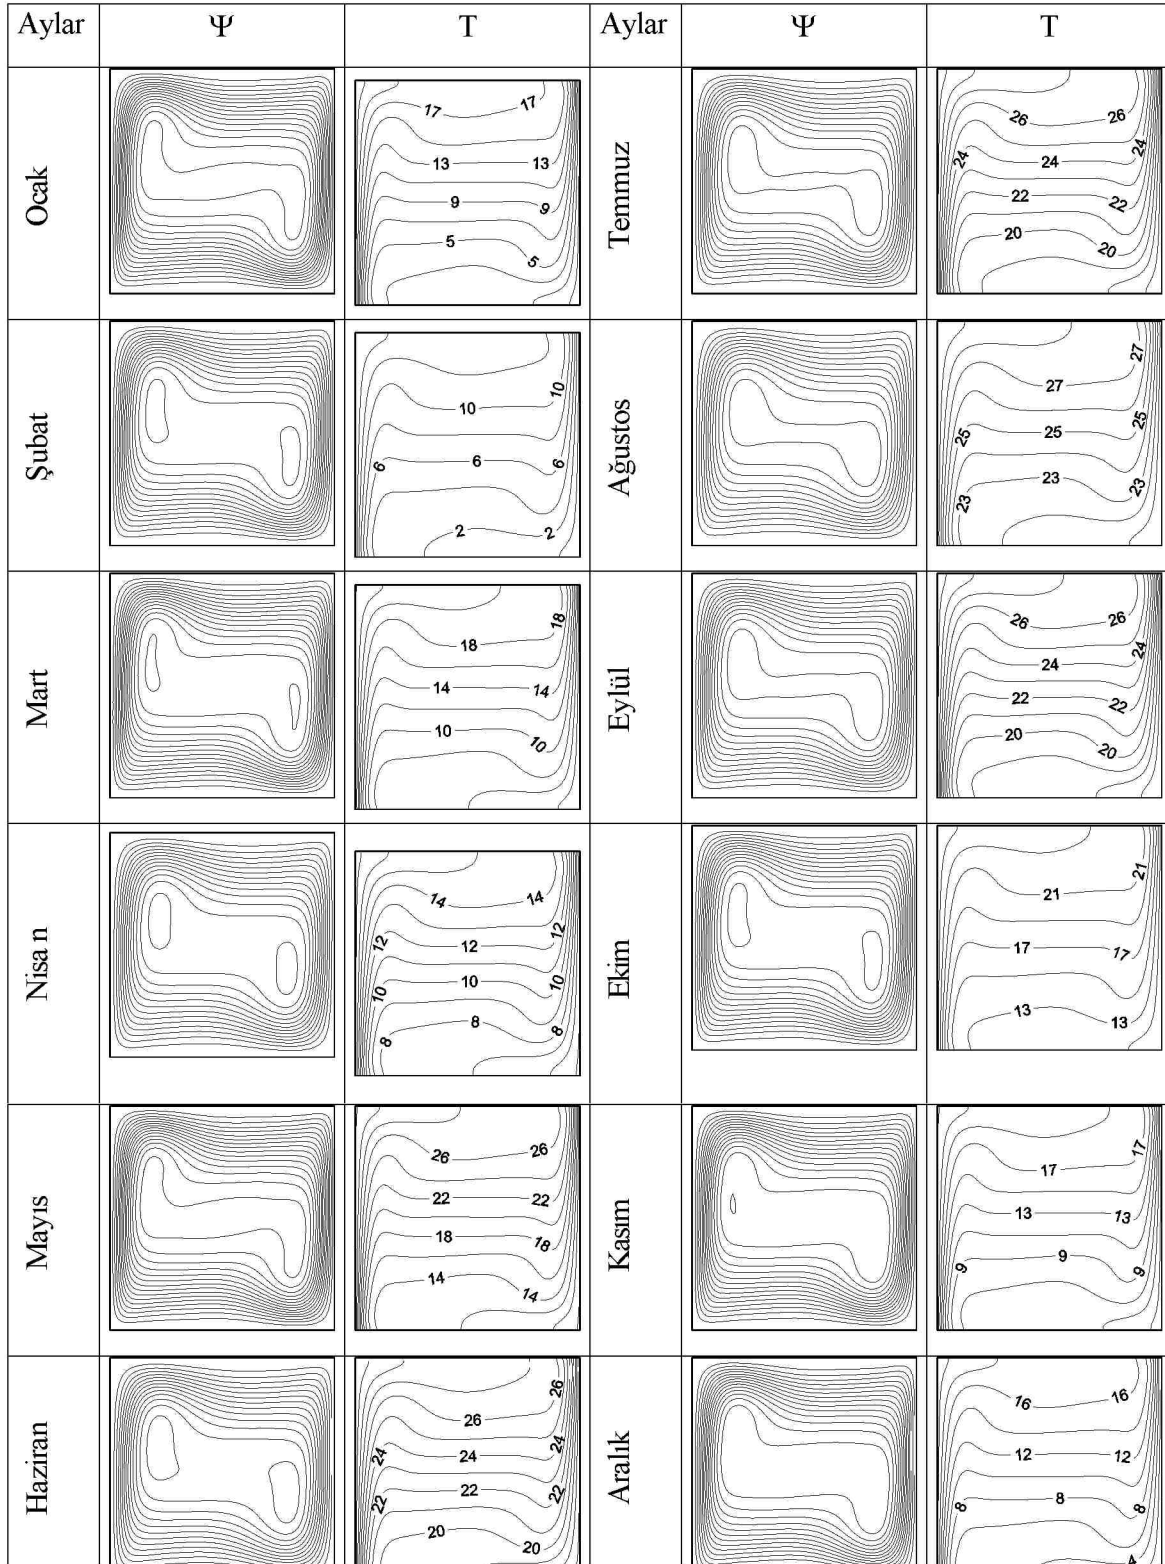 Aylar Ψ T Aylar Ψ T
Ocak
17 17
13 13
9 9
5 5
Temmuz
26 26
24 24 24
22 22
20 20
Şubat
10 10
6 6 6
2 2
Ağustos
27 27
25 25 25
23 23 23
Mart
18 18
14 14
10 10
Eylül
26 26
24 24
22 22
20 20
Nisa n
14 14
12 12 12
10 10 10
8 8 8
Ekim
21 21
17 17
13 13
Mayıs
26 26
22 22
18 18
14 14
Kasım
17 17
13 13
9 9 9
Haziran
26 26
24 24 24
22 22 22
20 20
Aralık
16 16
12 12
8 8 8
4